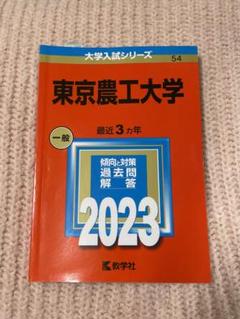 大学入試シリーズ
54
東京農工大学
一般
最近3カ年
傾向と対策
過去問
解答
2023
教学社